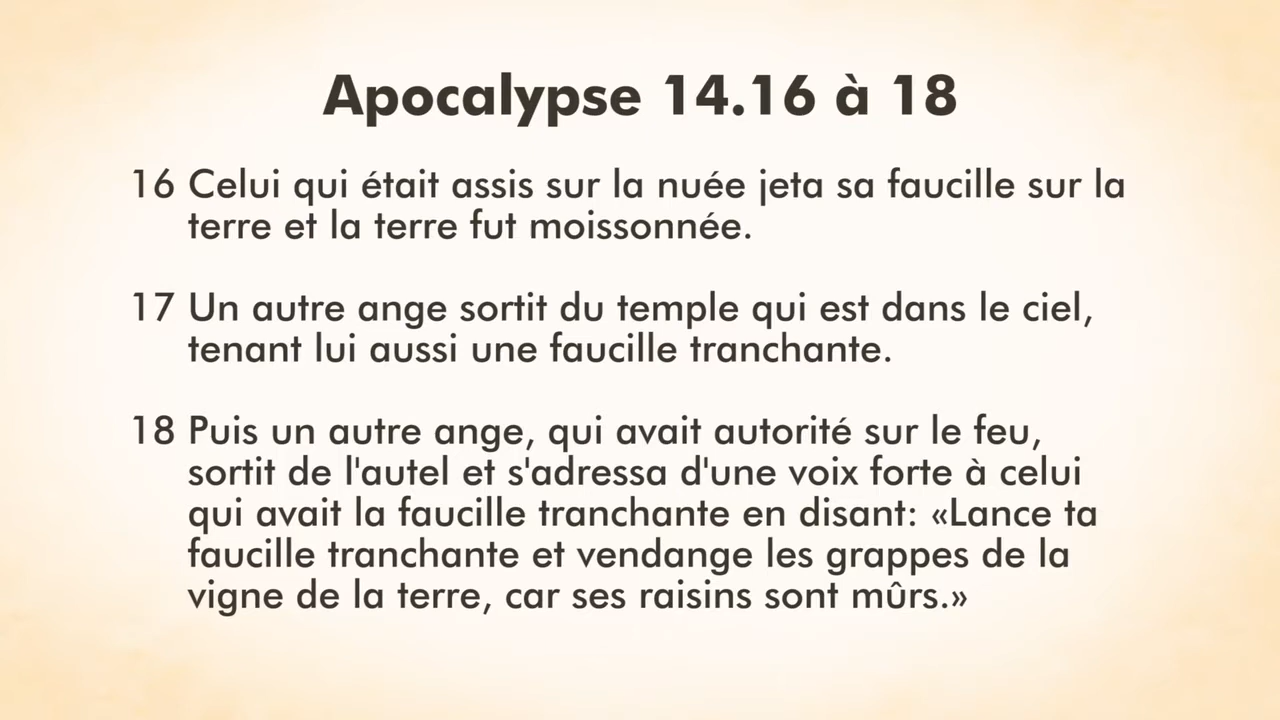 Apocalypse 14.16 à 18
16 Celui qui était assis sur la nuée jeta sa faucille sur la
terre et la terre fut moissonnée.
17 Un autre ange sortit du temple qui est dans le ciel,
tenant lui aussi une faucille tranchante.
18 Puis un autre ange, qui avait autorité sur le feu,
sortit de l'autel et s'adressa d'une voix forte à celui
qui avait la faucille tranchante en disant: «Lance ta
faucille tranchante et vendange les grappes de la
vigne de la terre, car ses raisins sont mûrs.»